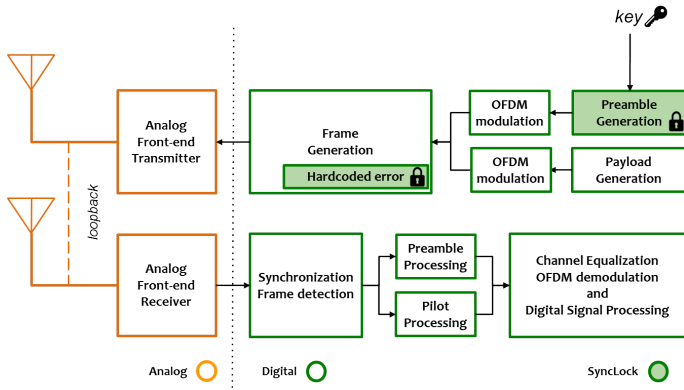 key
OFDM
modulation
Preamble
Generation
Analog
Front-end
Transmitter
Frame
Generation
Hardcoded error
OFDM
modulation
Payload
Generation
loopback
Analog
Front-end
Receiver
Synchronization
Frame detection
Preamble
Processing
Pilot
Processing
Channel Equalization
OFDM demodulation
and
Digital Signal Processing
Analog
Digital
SyncLock